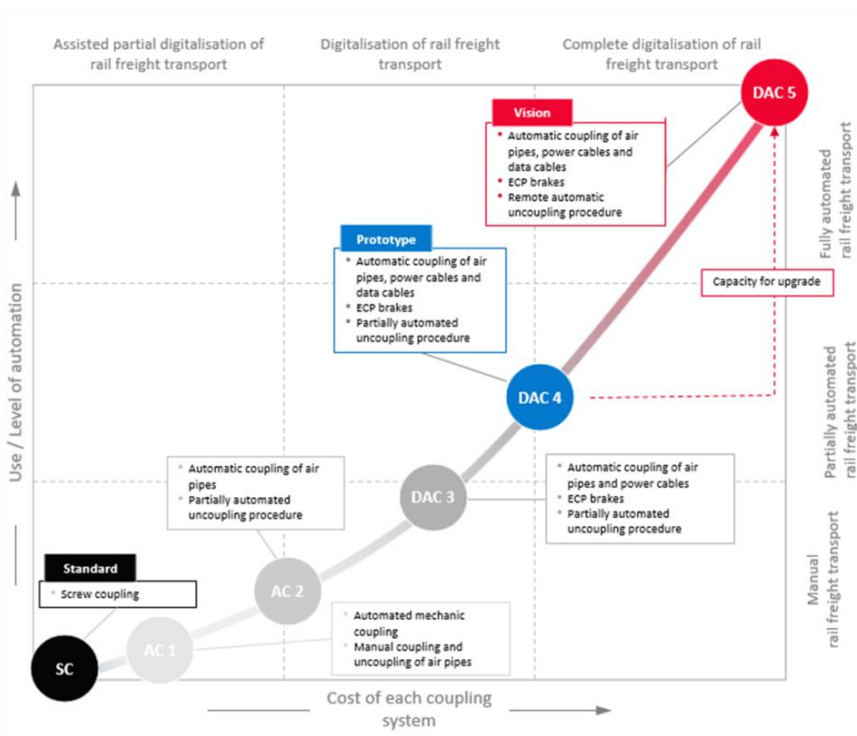 Assisted partial digitalisation of
rail freight transport
Digitalisation of rail freight
transport
Complete digitalisation of rail
freight transport
DAC 5
Vision
Automatic coupling of air
pipes, power cables and
data cables
ECP brakes
Remote automatic
uncoupling procedure
Fully automated
rail freight transport
Prototype
Automatic coupling of air
pipes, power cables and
data cables
ECP brakes
Partially automated
uncoupling procedure
Capacity for upgrade
Use / Level of automation
DAC 4
Partially automated
rail freight transport
Automatic coupling of air
pipes
Partially automated
uncoupling procedure
DAC 3
Automatic coupling of air
pipes and power cables
ECP brakes
Partially automated
uncoupling procedure
Manual
rail freight transport
Standard
Screw coupling
AC 2
Automated mechanic
coupling
Manual coupling and
uncoupling of air pipes
AC 1
SC
Cost of each coupling
system